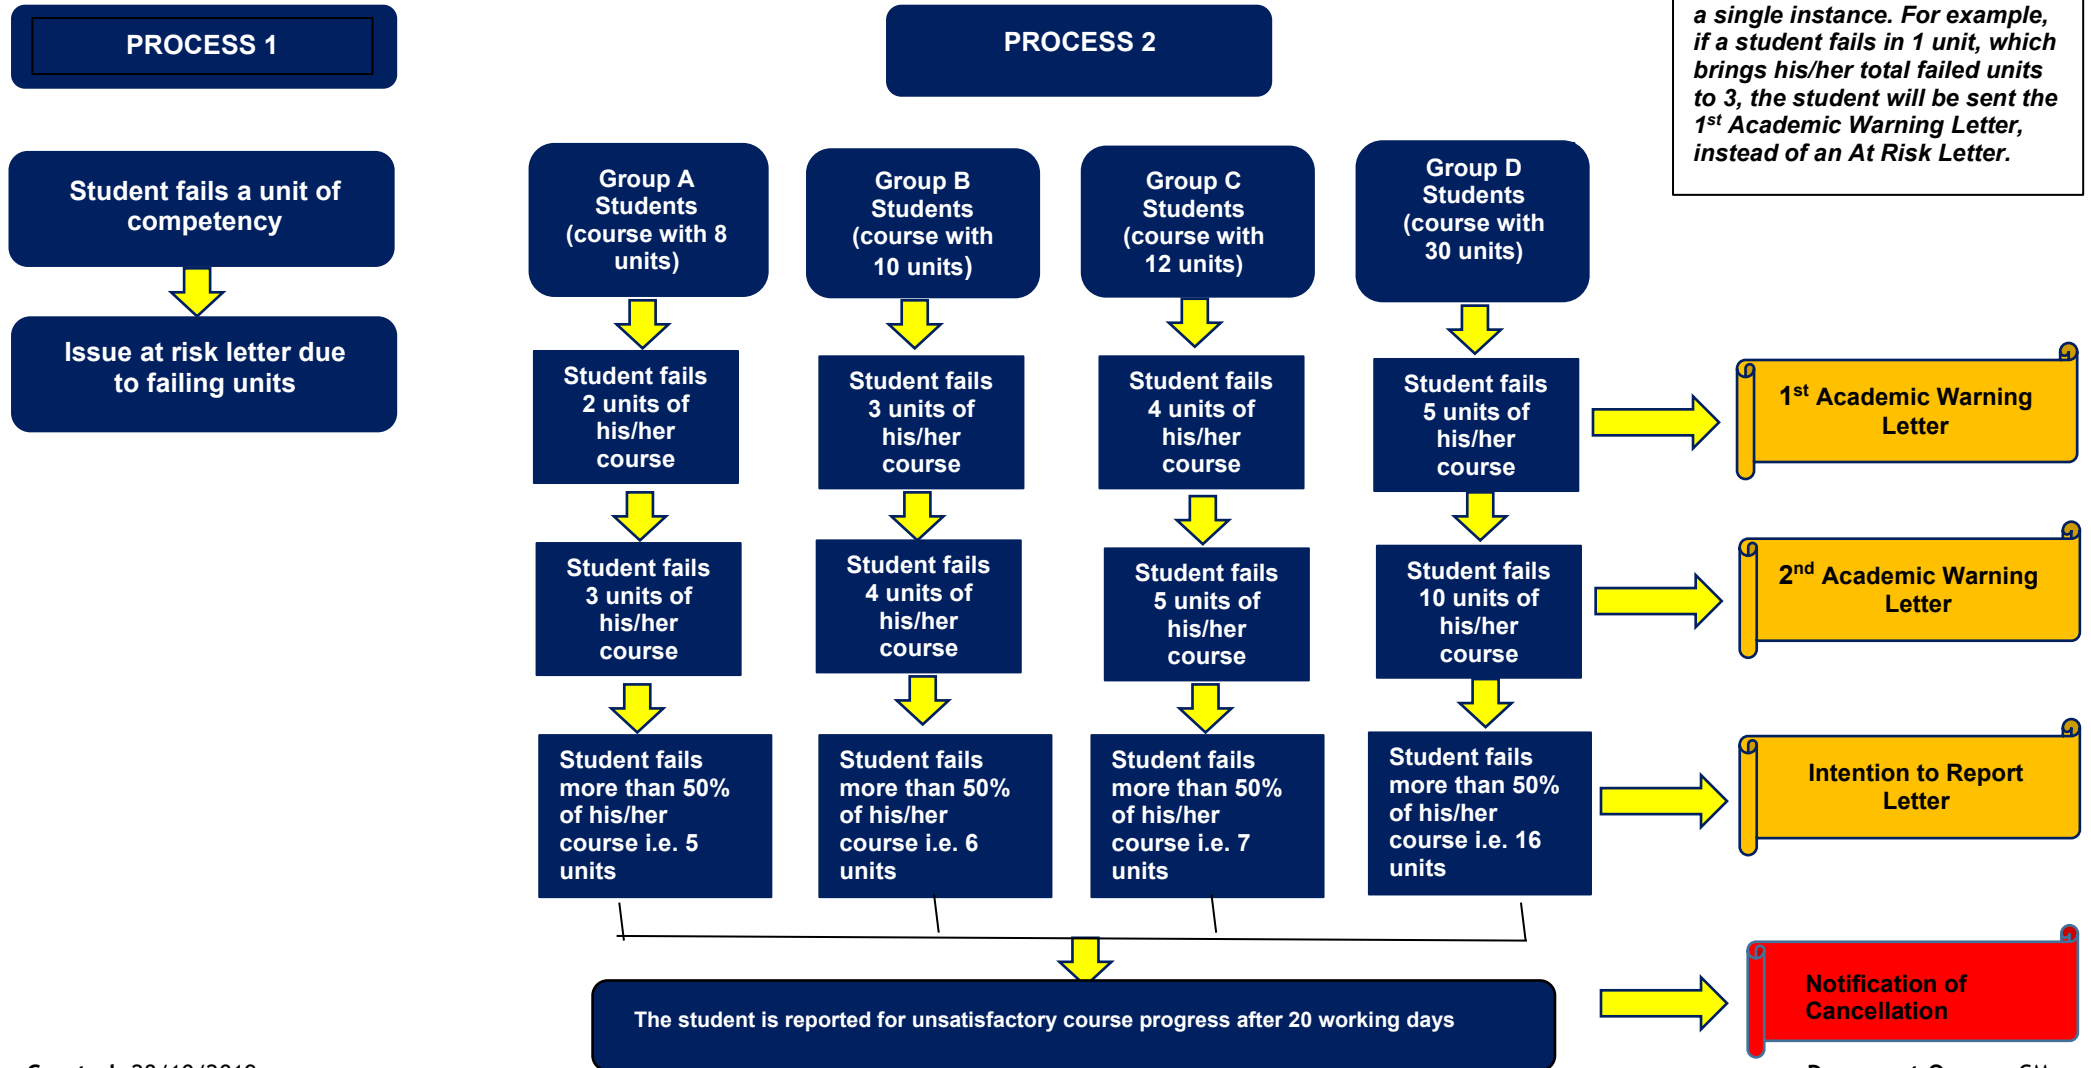 PROCESS 1
PROCESS 2
a single instance. For example,
if a student fails in 1 unit, which
brings his/her total failed units
to 3, the student will be sent the
1st Academic Warning Letter,
instead of an At Risk Letter.
Student fails a unit of
competency
Issue at risk letter due
to failing units
Group A
Students
(course with 8
units)
Group B
Students
(course with
10 units)
Group C
Students
(course with
12 units)
Group D
Students
(course with
30 units)
Student fails
2 units of
his/her
course
Student fails
3 units of
his/her
course
Student fails
4 units of
his/her
course
Student fails
5 units of
his/her
course
1st Academic Warning
Letter
Student fails
3 units of
his/her
course
Student fails
4 units of
his/her
course
Student fails
5 units of
his/her
course
Student fails
10 units of
his/her
course
2nd Academic Warning
Letter
Student fails
more than 50%
of his/her
course i.e. 5
units
Student fails
more than 50%
of his/her
course i.e. 6
units
Student fails
more than 50%
of his/her
course i.e. 7
units
Student fails
more than 50%
of his/her
course i.e. 16
units
Intention to Report
Letter
The student is reported for unsatisfactory course progress after 20 working days
Notification of
Cancellation